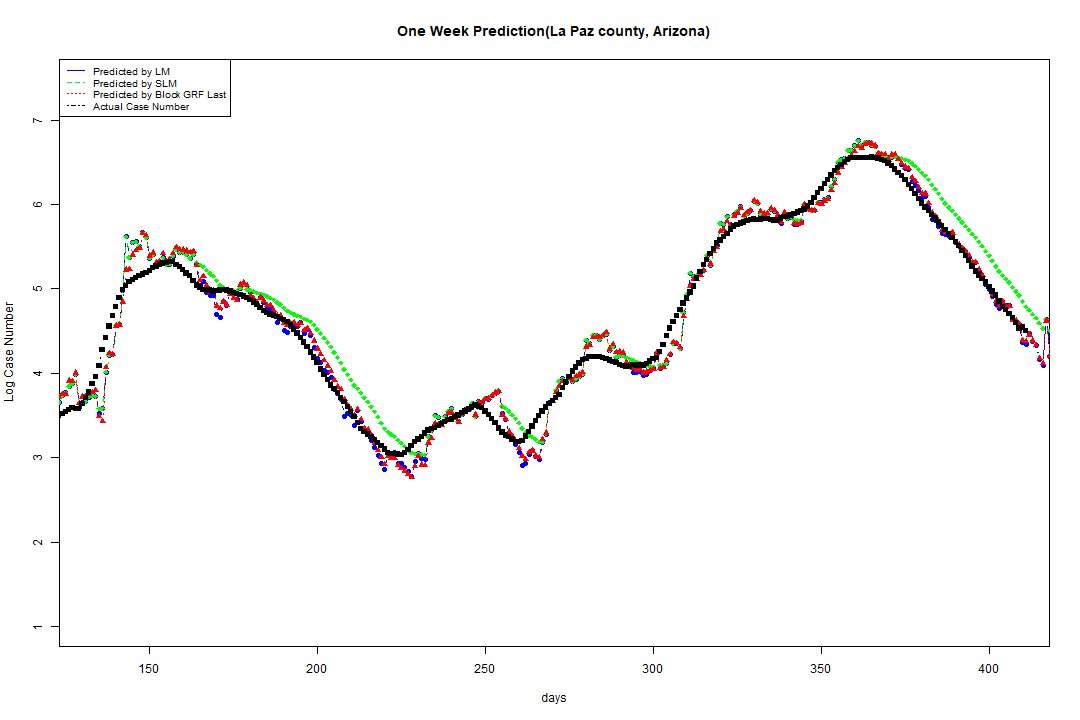 One Week Prediction(La Paz county, Arizona)
Predicted by LM
Predicted by SLM
Predicted by Block GRF Last
Actual Case Number
7
6
5
4
3
2
1
Log Case Number
150 200 250 300 350 400
days